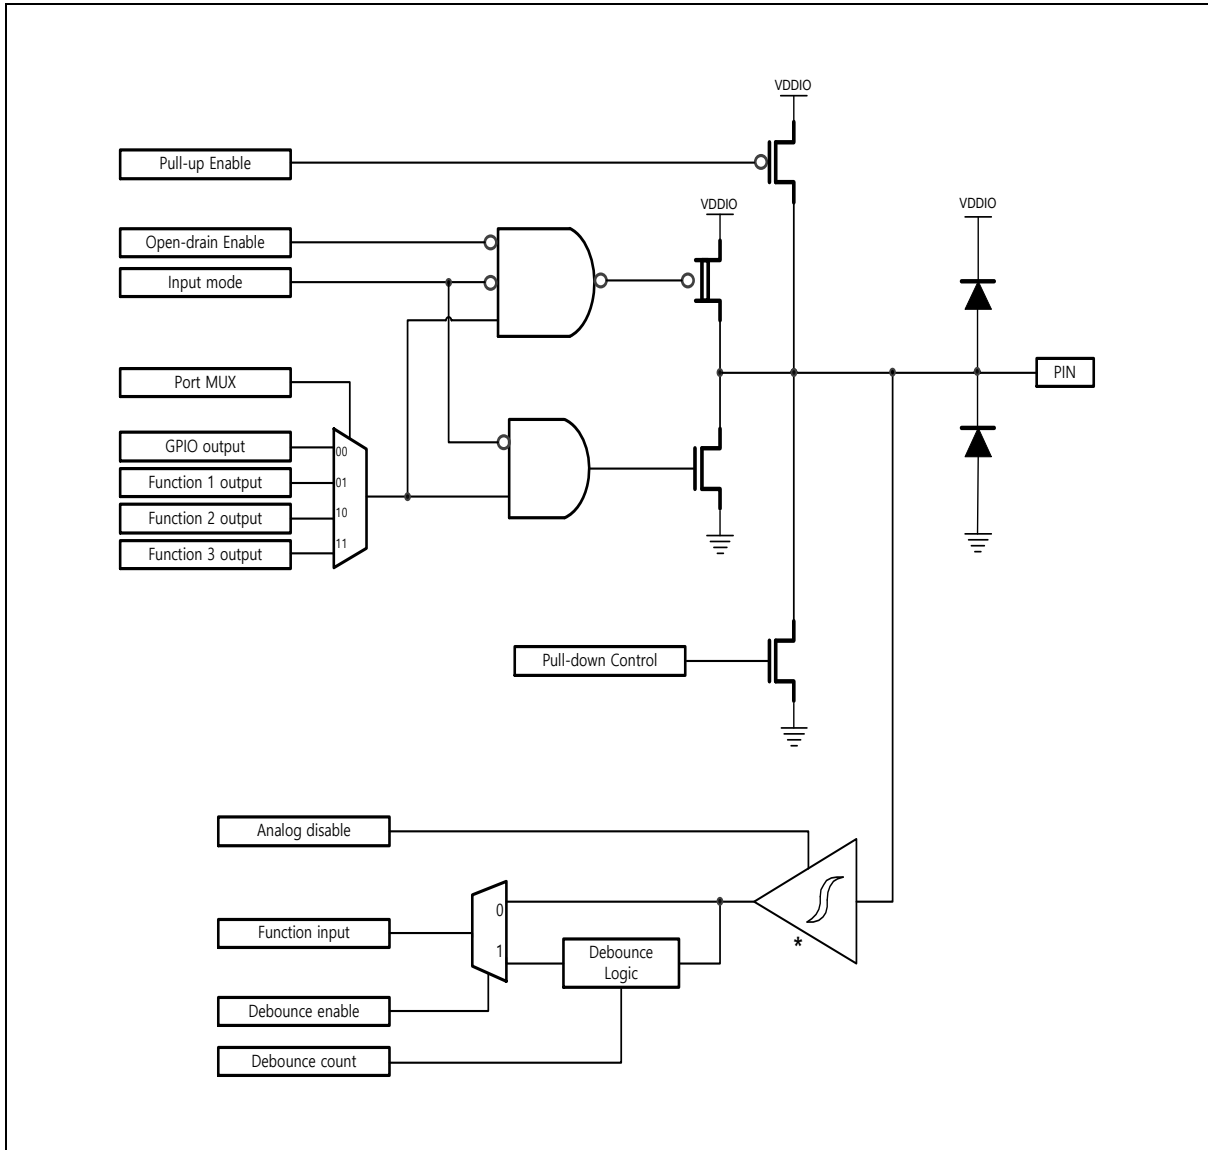 VDDIO
Pull-up Enable
VDDIO
VDDIO
Open-drain Enable
Input mode
Port MUX
PIN
GPIO output
00
Function 1 output
01
Function 2 output
10
Function 3 output
11
Pull-down Control
Analog disable
0
Function input
*
1
Debounce
Logic
Debounce enable
Debounce count